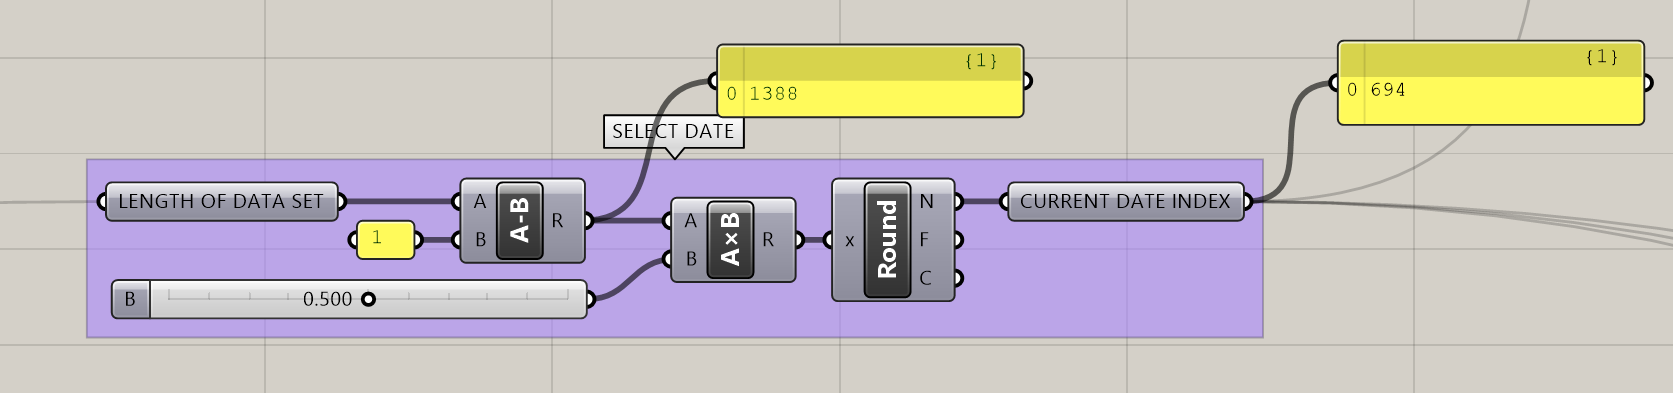 {1}
0 1388
{1}
0 694
SELECT DATE
LENGTH OF DATA SET
1
A
B
A-B
R
B
0.500
A
B
A×B
R
x
Round
N
F
C
CURRENT DATE INDEX